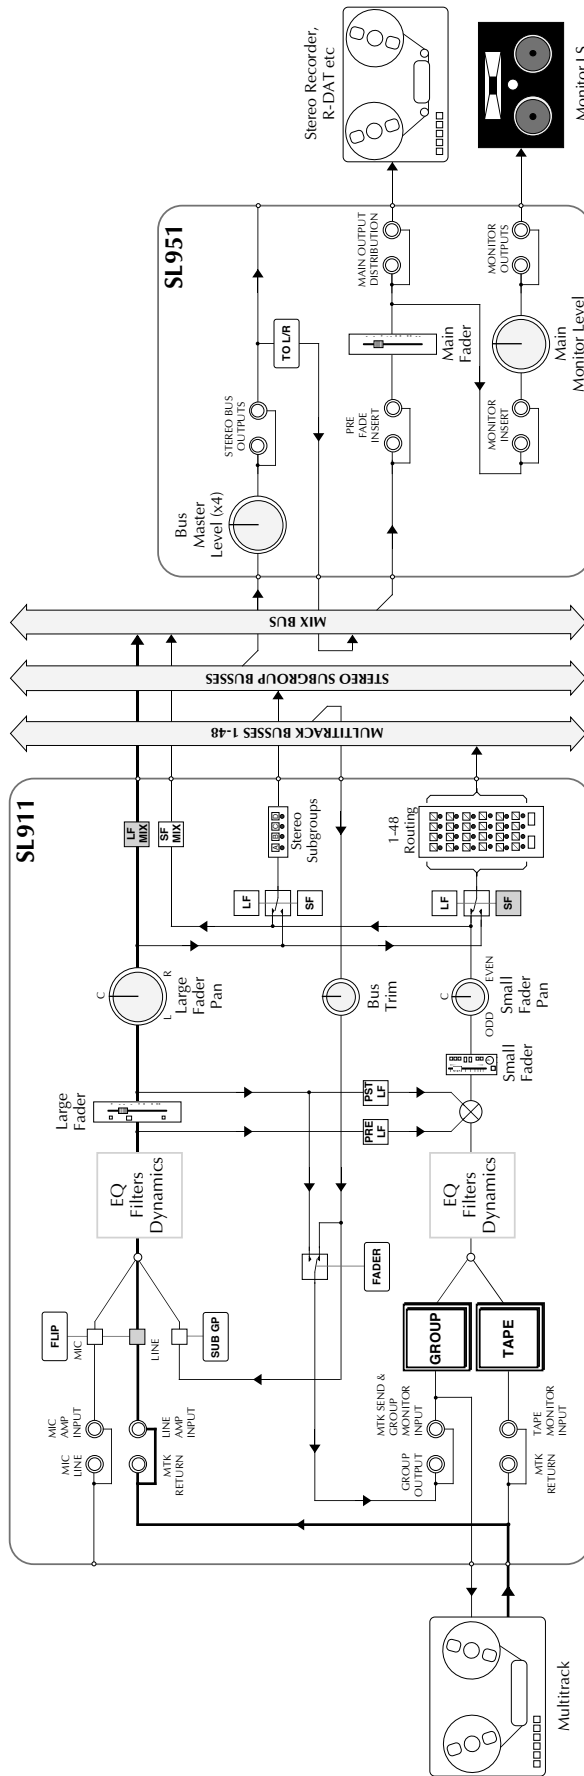 Multitrack
SL911
MIC
LINE
MIC
AMP
INPUT
FLIP
MIC
LINE
SUB GP
MTK
RETURN
LINE
AMP
INPUT
EQ
Filters
Dynamics
Large
Fader
C
L
R
Large
Fader
Pan
LF
MIX
SF
MIX
LF
SF
Stereo
Subgroups
A
B
C
D
Bus
Trim
PRE
LF
PST
LF
FADER
GROUP
OUTPUT
MTK SEND &
GROUP
MONITOR
INPUT
GROUP
TAPE
MTK
RETURN
TAPE
MONITOR
INPUT
EQ
Filters
Dynamics
Small
Fader
C
ODD
EVEN
Small
Fader
Pan
LF
SF
1-48
Routing
MULTITRACK BUSSES 1-48
STEREO SUBGROUP BUSSES
MIX BUS
SL951
Bus
Master
Level (x4)
STEREO BUS
OUTPUTS
TO L/R
PRE
FADE
INSERT
Main
Fader
MAIN OUTPUT
DISTRIBUTION
MONITOR
INSERT
Main
Monitor Level
MONITOR
OUTPUTS
Stereo Recorder,
R-DAT etc
Monitor LS